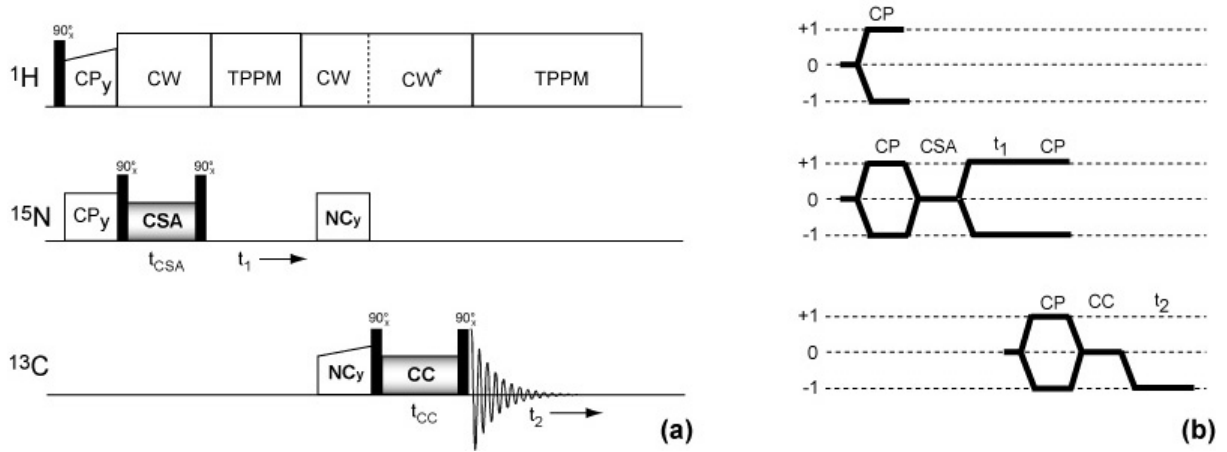 90°x
¹H
CPy
CW
TPPM
CW
CW*
TPPM
90°x
90°x
¹⁵N
CPy
CSA
NCy
tCSA
t₁
90°x
90°x
¹³C
NCy
CC
tCC
t₂
(a)
CP
+1
0
-1
CP CSA t₁ CP
+1
0
-1
CP CC t₂
+1
0
-1
(b)